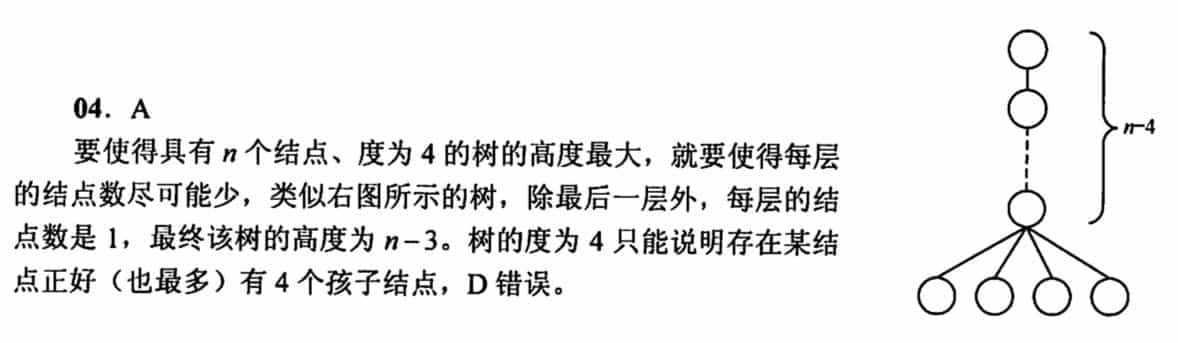 04. A
要使得具有 n 个结点、度为 4 的树的高度最大，就要使得每层
的结点数尽可能少，类似右图所示的树，除最后一层外，每层的结
点数是 1，最终该树的高度为 n－3。树的度为 4 只能说明存在某结
点正好（也最多）有 4 个孩子结点，D 错误。
n-4